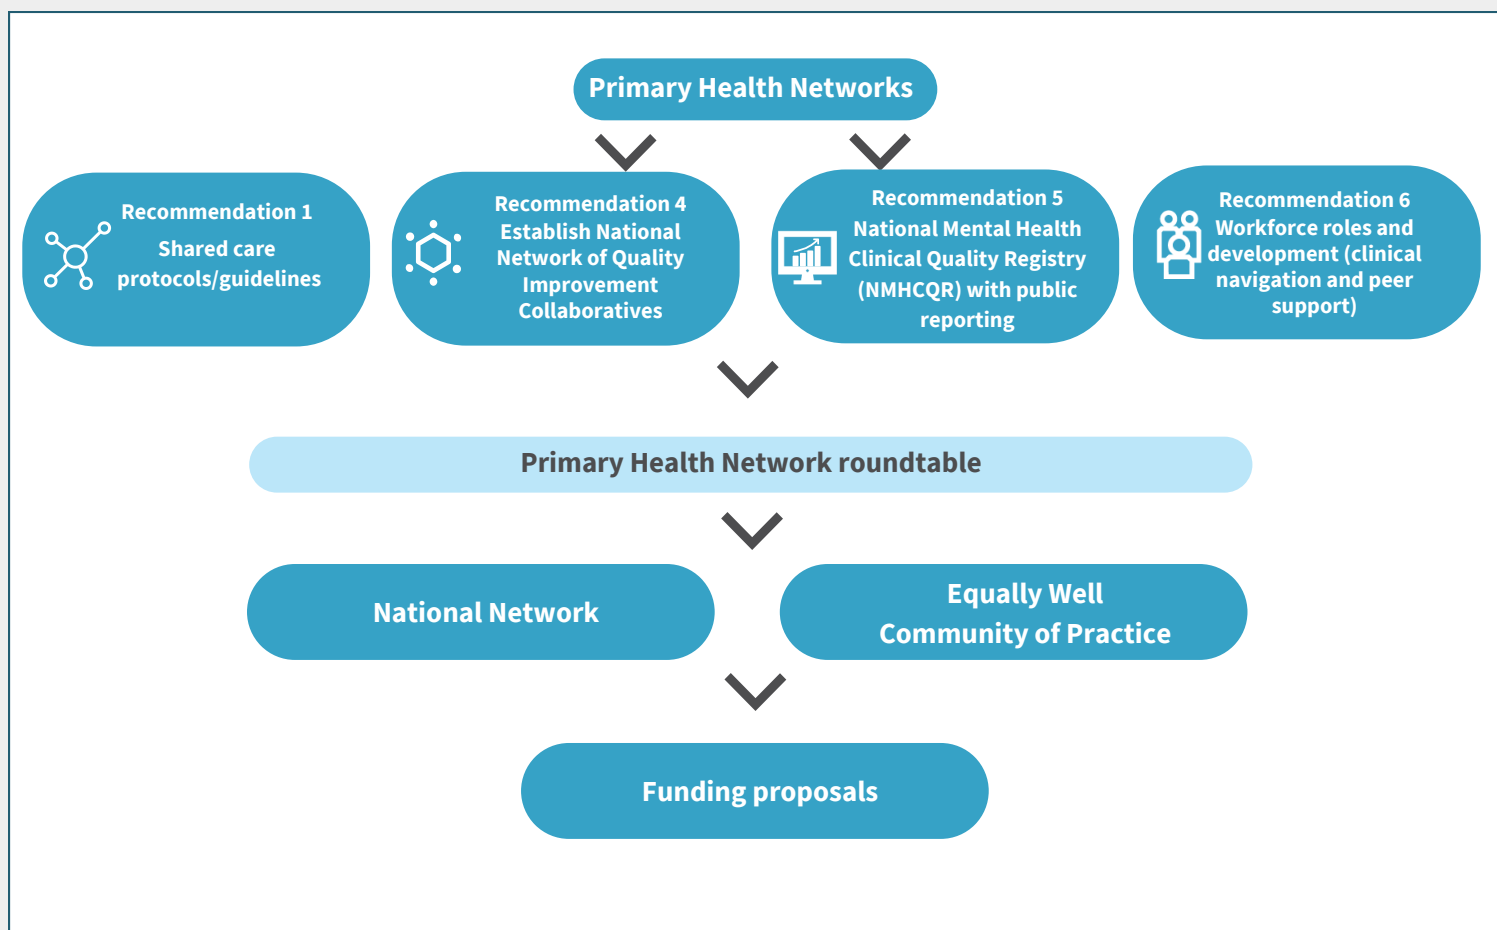 Primary Health Networks
Recommendation 1
Shared care
protocols/guidelines
Recommendation 4
Establish National
Network of Quality
Improvement
Collaboratives
Recommendation 5
National Mental Health
Clinical Quality Registry
(NMHCQR) with public
reporting
Recommendation 6
Workforce roles and
development (clinical
navigation and peer
support)
Primary Health Network roundtable
National Network
Equally Well
Community of Practice
Funding proposals